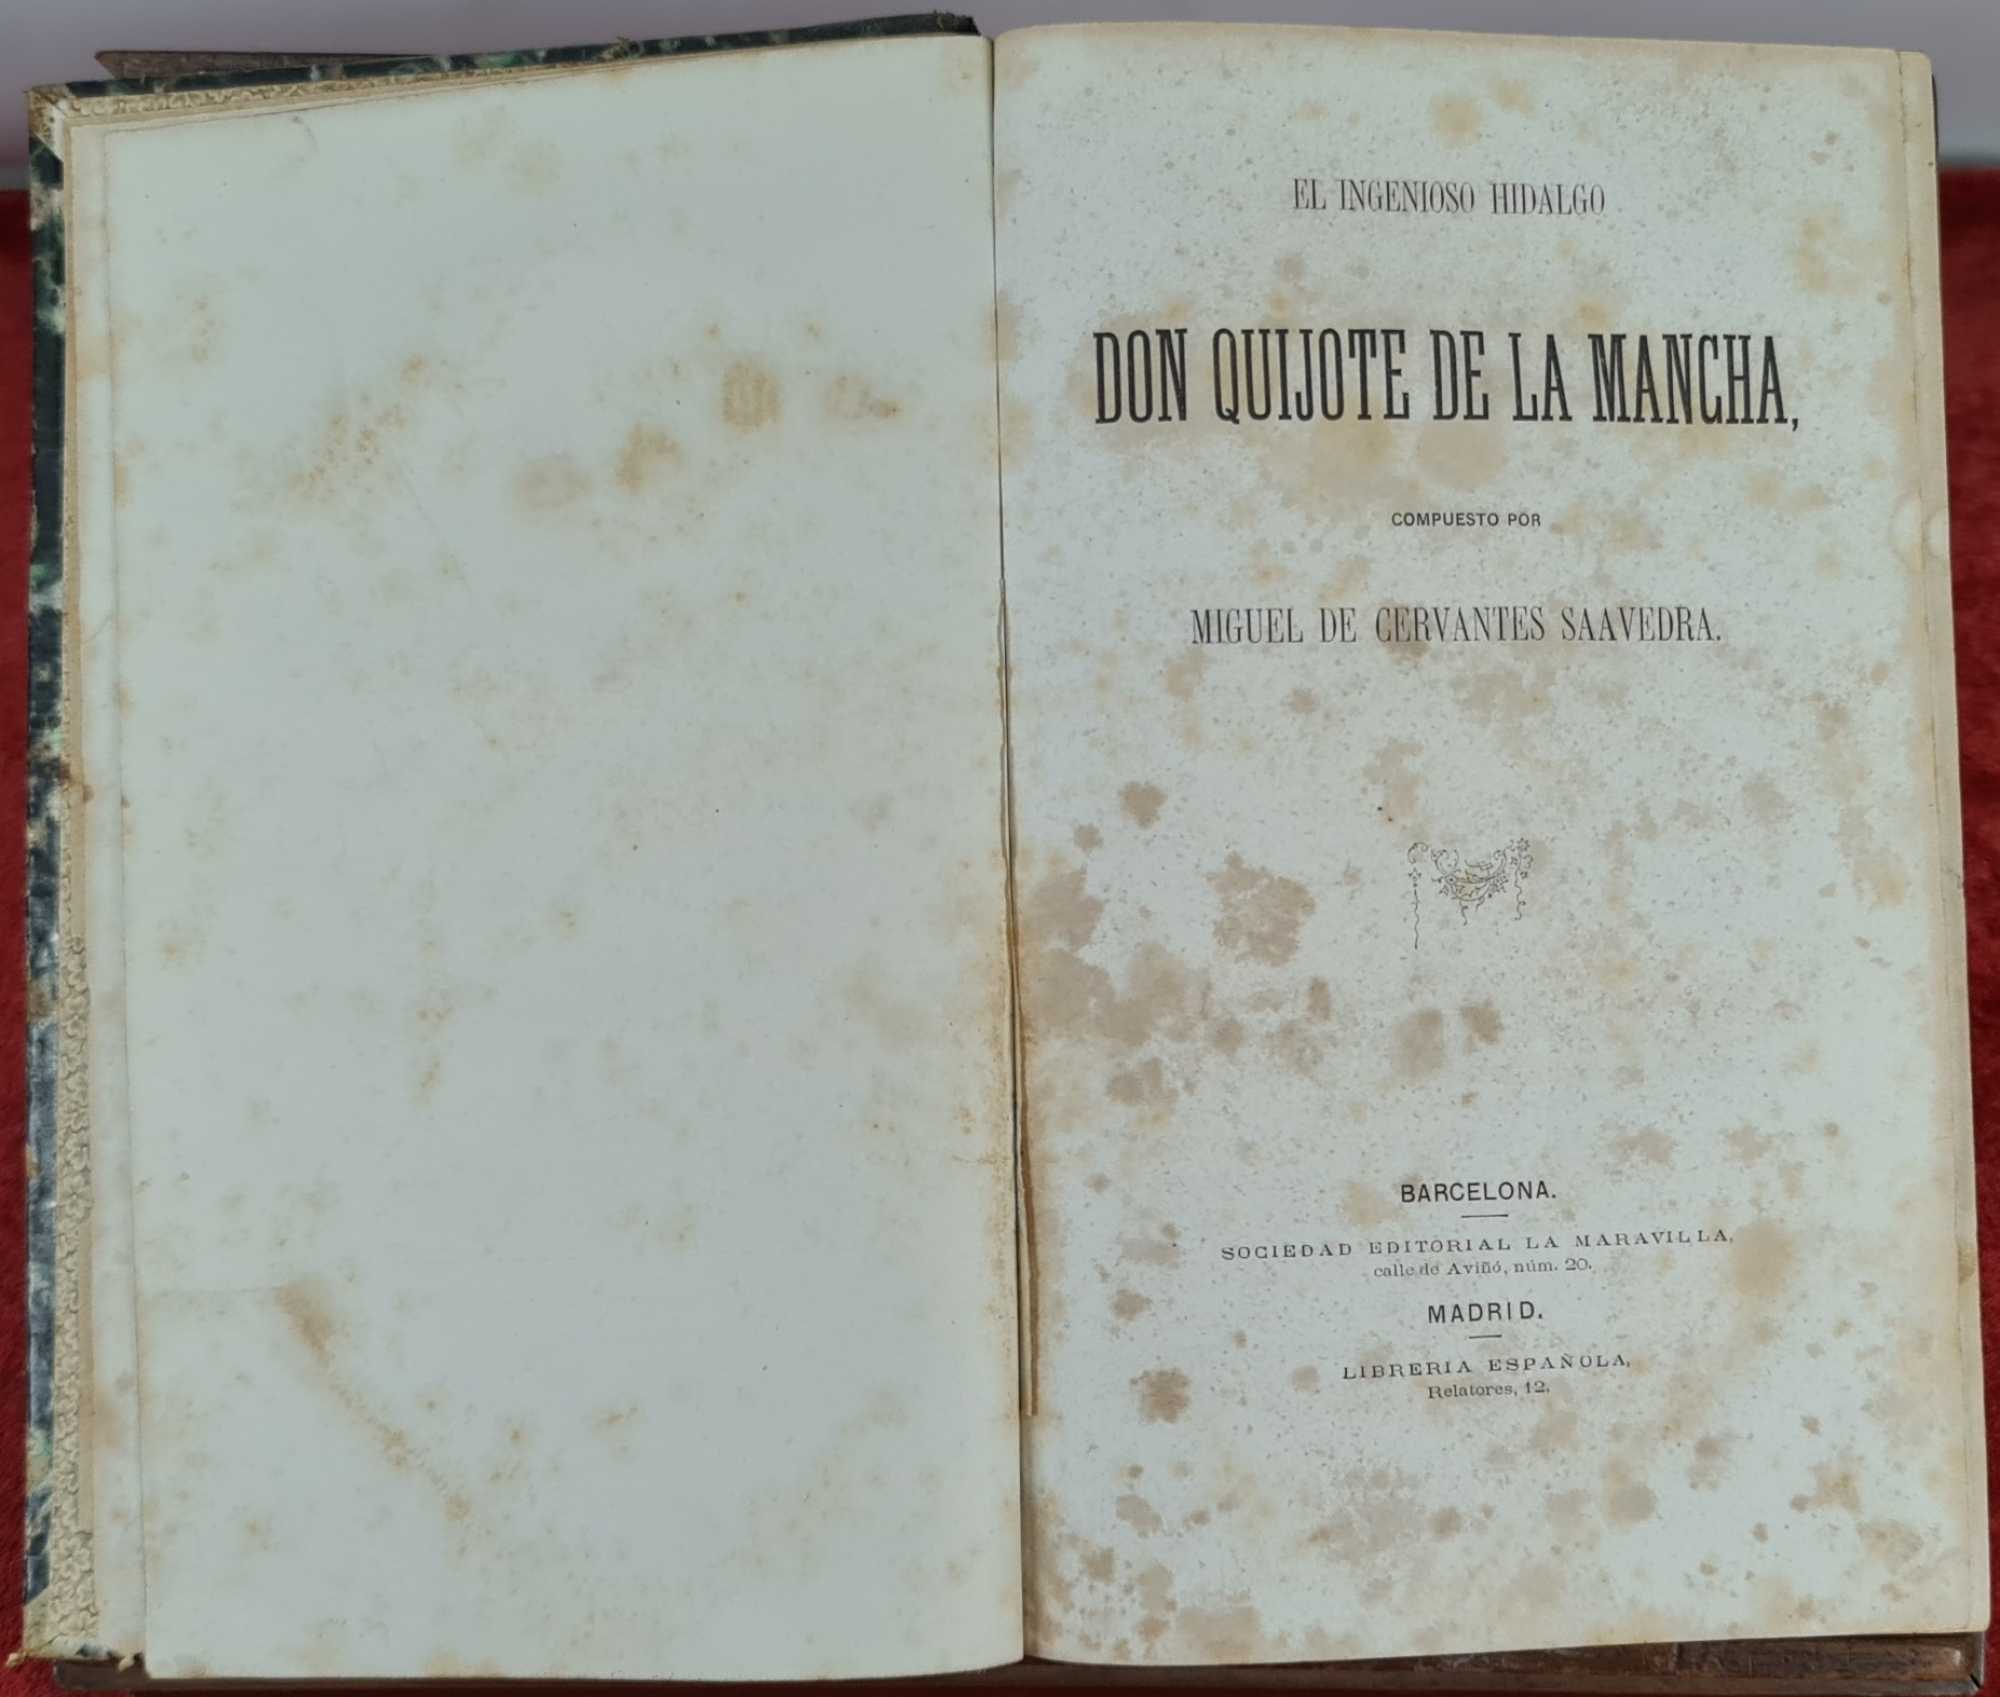 EL INGENIOSO HIDALGO
DON QUIJOTE DE LA MANCHA,
COMPUESTO POR
MIGUEL DE CERVANTES SAAVEDRA.
BARCELONA.
SOCIEDAD EDITORIAL LA MARAVILLA,
calle de Aviñó, núm. 20.
MADRID.
LIBRERIA ESPAÑOLA,
Relatores, 12.